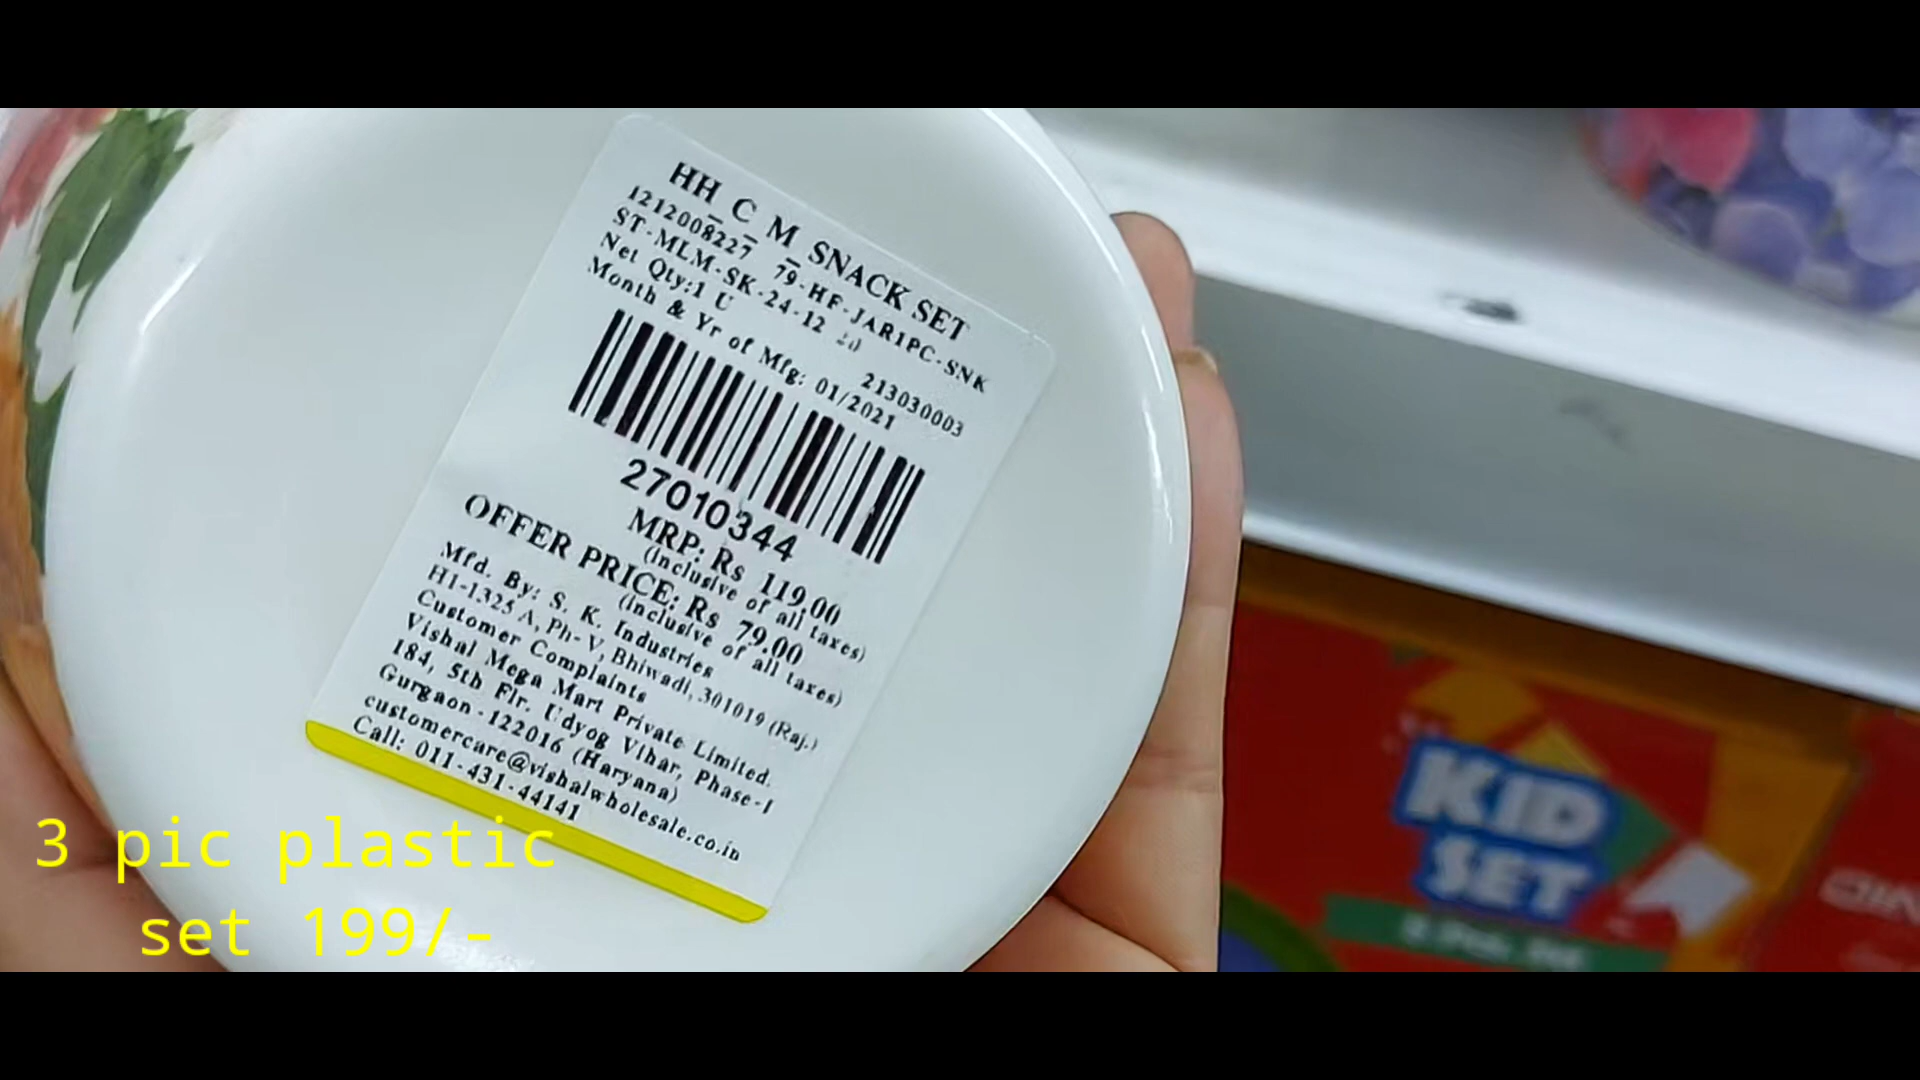 HH C M SNACK SET
1212008227 79-HF-JAR1PC-SNK
ST-MLM-SK-24-12 213030003
Net Qty:1 U
Month & Yr of Mfg: 01/2021
27010344
MRP: Rs 119.00
(Inclusive of all taxes)
OFFER PRICE: Rs 79.00
(Inclusive of all taxes)
Mfd. By: S. K. Industries
H1-1325 A, Ph-V, Bhiwadi, 301019 (Raj.)
Customer Complaints
Vishal Mega Mart Private Limited.
184, 5th Flr. Udyog Vihar, Phase-I
Gurgaon-122016 (Haryana)
customercare@vishalwholesale.co.in
Call: 011-431-44141
3 pic plastic
set 199/-
KID
SET